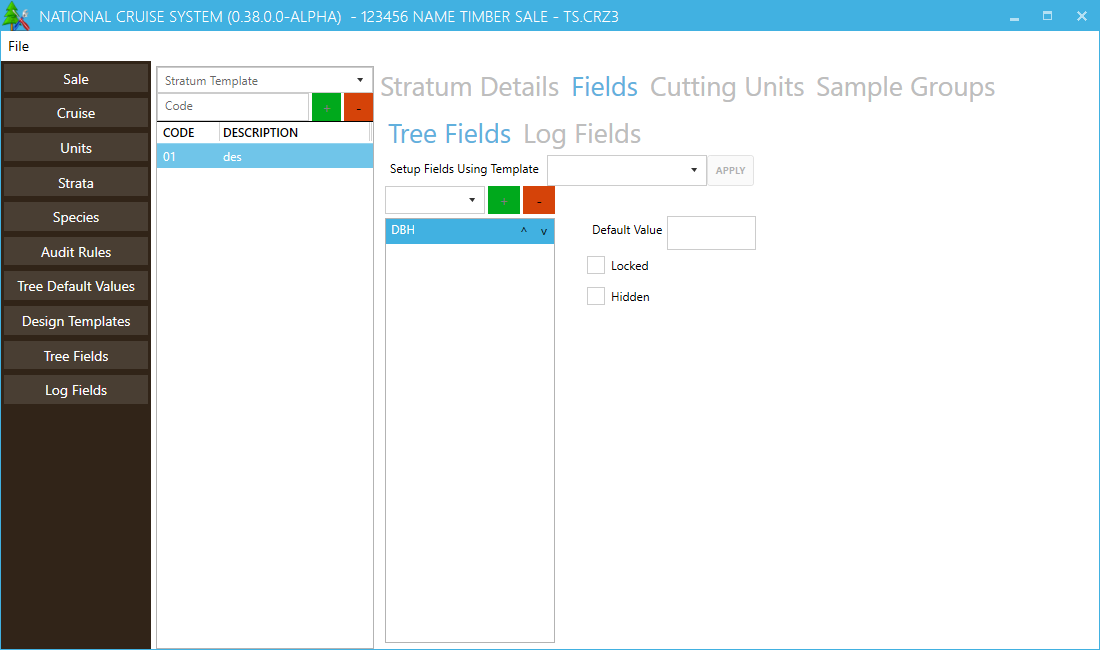 NATIONAL CRUISE SYSTEM (0.38.0.0-ALPHA) - 123456 NAME TIMBER SALE - TS.CRZ3
File
Sale
Cruise
Units
Strata
Species
Audit Rules
Tree Default Values
Design Templates
Tree Fields
Log Fields
Stratum Template
Code
+ -
CODE DESCRIPTION
01 des
Stratum Details Fields Cutting Units Sample Groups
Tree Fields Log Fields
Setup Fields Using Template
APPLY
+ -
DBH ^ v
Default Value
Locked
Hidden